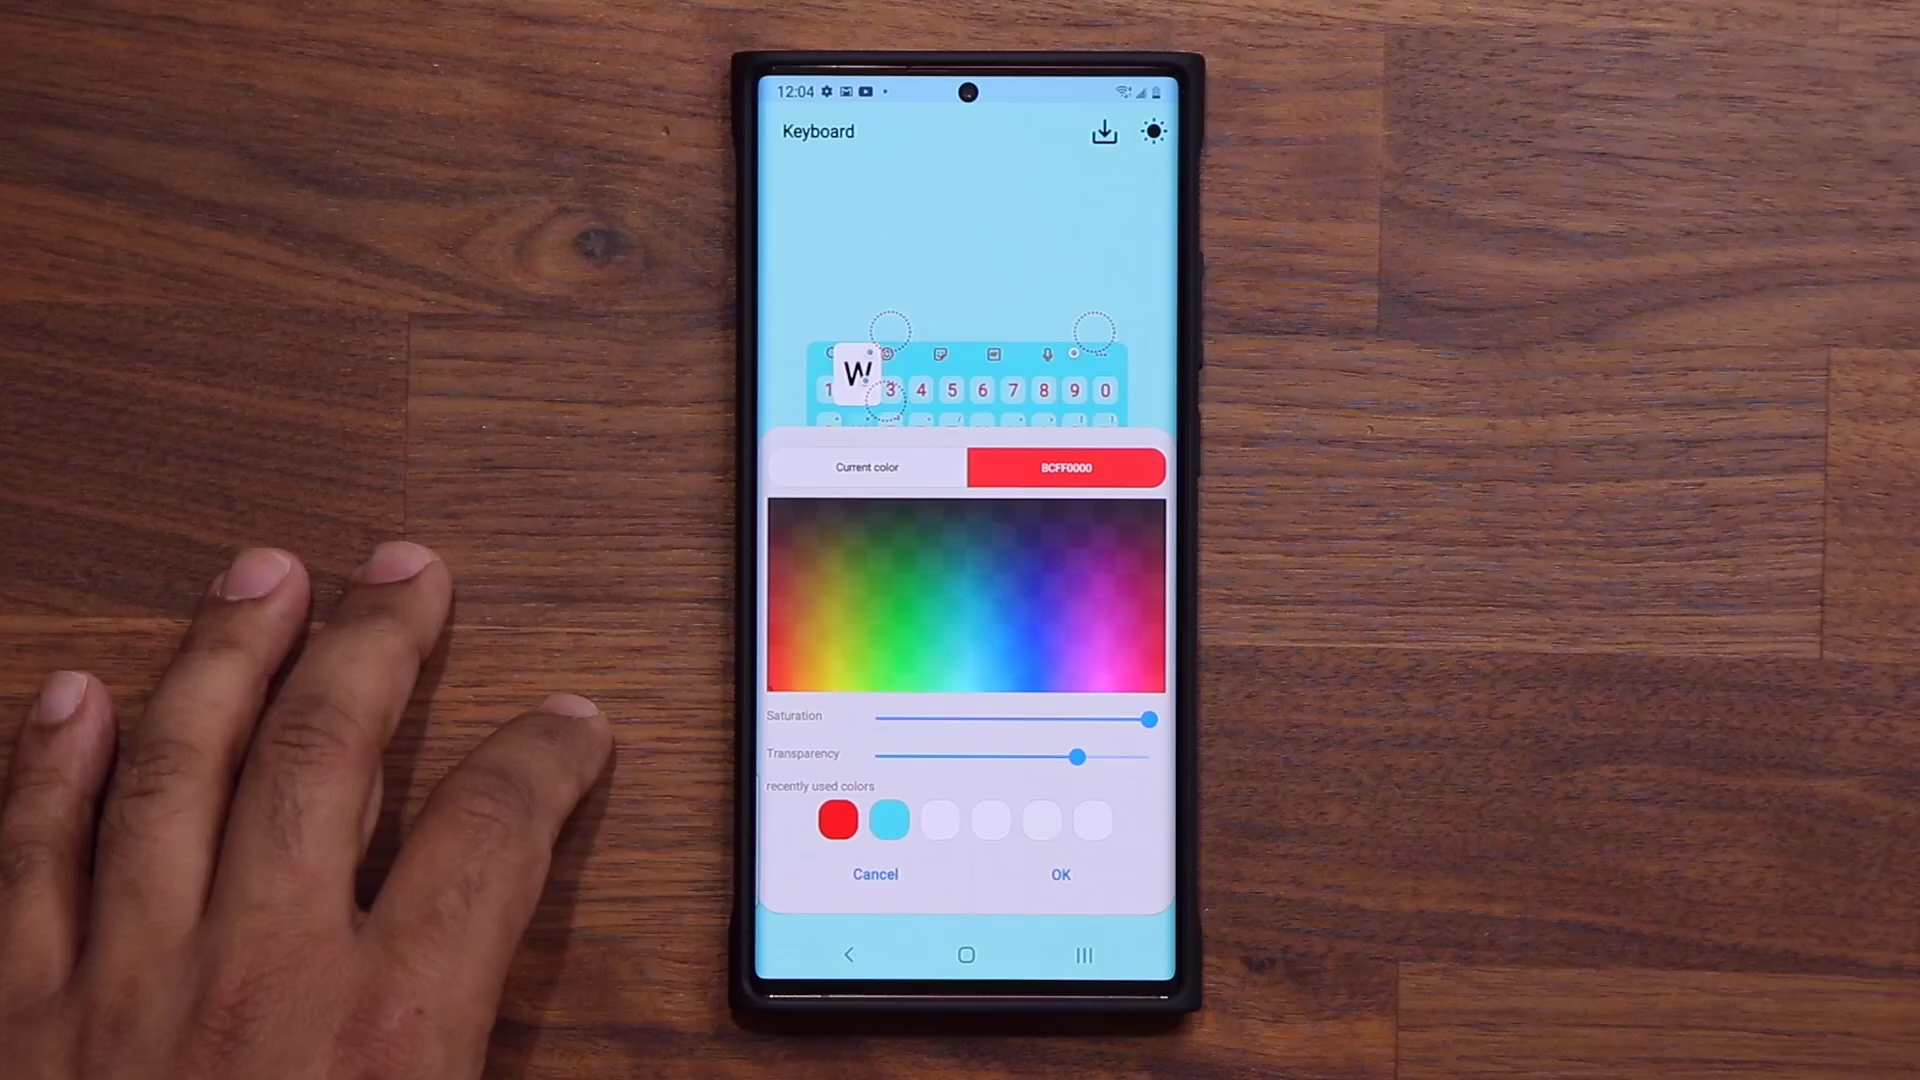 12:04
Keyboard
W
1 3 4 5 6 7 8 9 0
Current color
BCFF0000
Saturation
Transparency
recently used colors
Cancel
OK